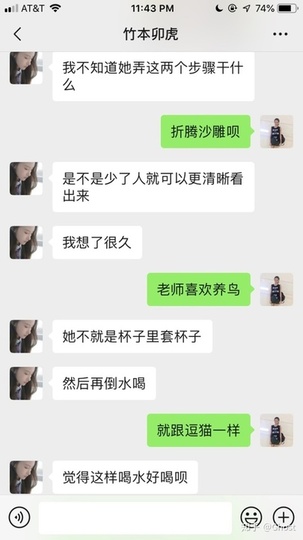 AT&T
11:43 PM
74%
竹本卯虎
我不知道她弄这两个步骤干什
么
折腾沙雕呗
是不是少了人就可以更清晰看
出来
我想了很久
老师喜欢养鸟
她不就是杯子里套杯子
然后再倒水喝
就跟逗猫一样
觉得这样喝水好喝呗